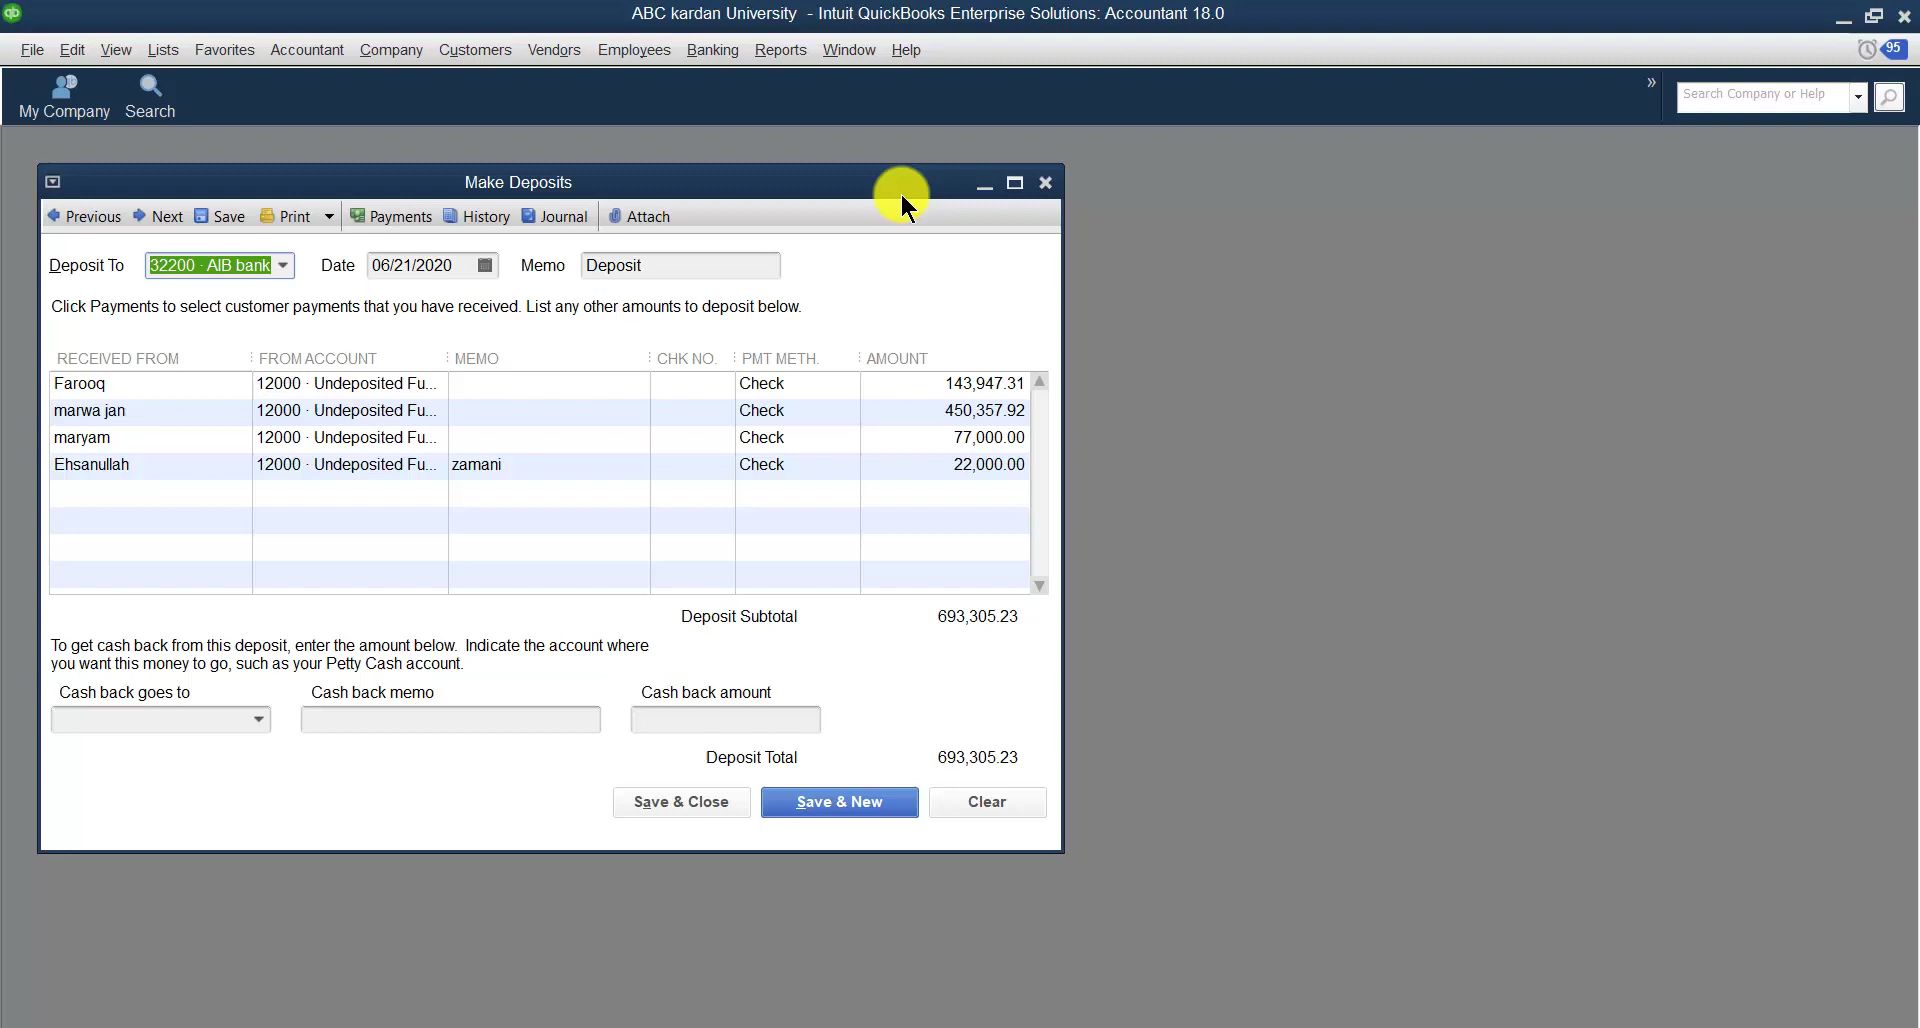 ABC kardan University - Intuit QuickBooks Enterprise Solutions: Accountant 18.0
File Edit View Lists Favorites Accountant Company Customers Vendors Employees Banking Reports Window Help
95
My Company Search
» Search Company or Help
Make Deposits
Previous Next Save Print Payments History Journal Attach
Deposit To 32200 · AIB bank Date 06/21/2020 Memo Deposit
Click Payments to select customer payments that you have received. List any other amounts to deposit below.
RECEIVED FROM FROM ACCOUNT MEMO CHK NO. PMT METH. AMOUNT
Farooq 12000 · Undeposited Fu... Check 143,947.31
marwa jan 12000 · Undeposited Fu... Check 450,357.92
maryam 12000 · Undeposited Fu... Check 77,000.00
Ehsanullah 12000 · Undeposited Fu... zamani Check 22,000.00
Deposit Subtotal 693,305.23
To get cash back from this deposit, enter the amount below. Indicate the account where
you want this money to go, such as your Petty Cash account.
Cash back goes to Cash back memo Cash back amount
Deposit Total 693,305.23
Save & Close Save & New Clear